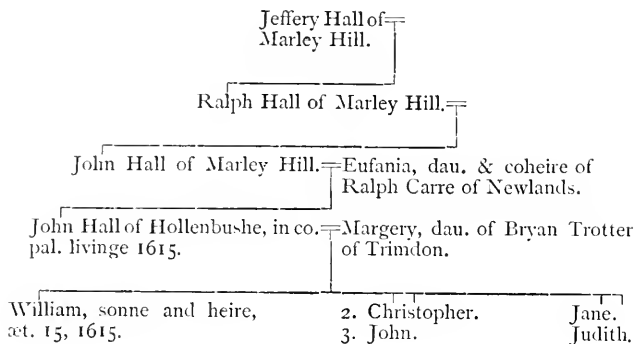 Jeffery Hall of
Marley Hill.
Ralph Hall of Marley Hill.
John Hall of Marley Hill. Eufania, dau. & coheire of
Ralph Carre of Newlands.
John Hall of Hollenbushe, in co. Margery, dau. of Bryan Trotter
pal. livinge 1615. of Trimdon.
William, sonne and heire, 2. Christopher. Jane.
æt. 15, 1615. 3. John. Judith.